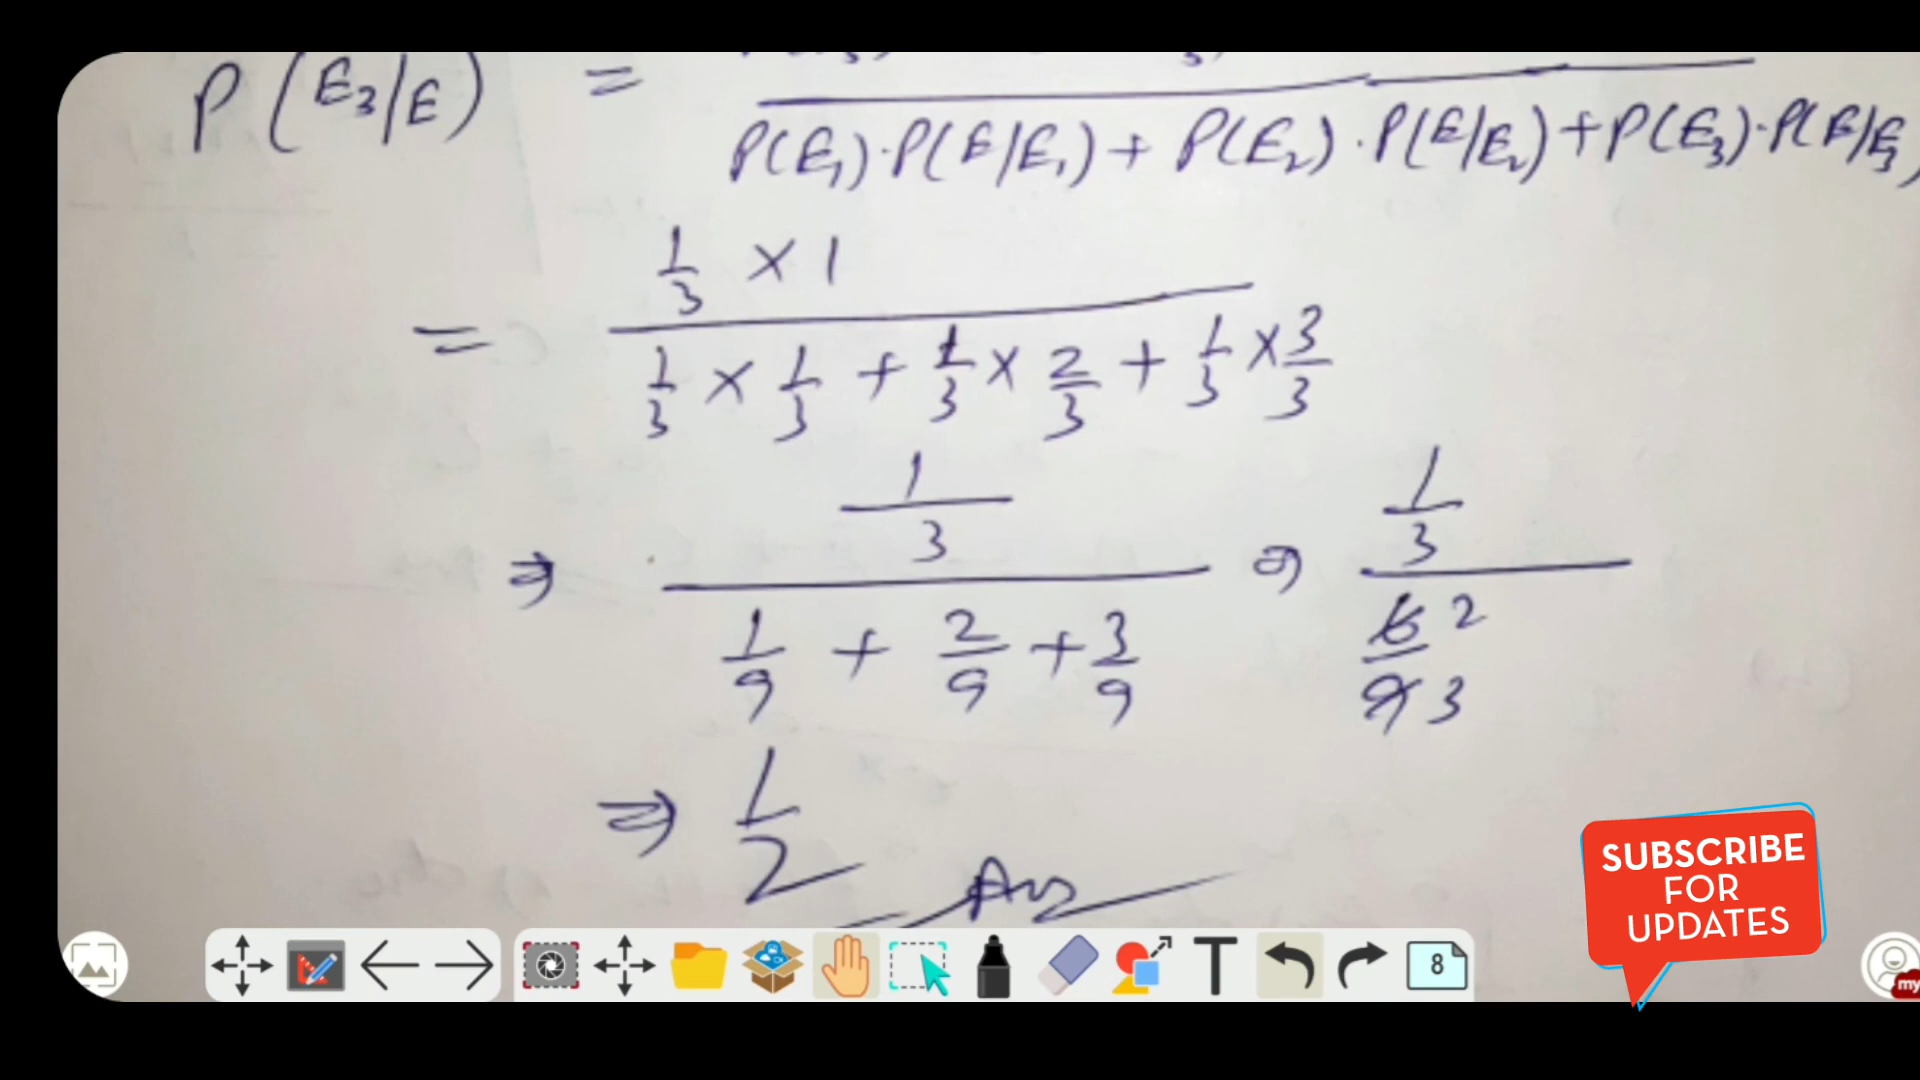 P(E₃/E) =
P(E₁)·P(E/E₁) + P(E₂)·P(E/E₂) + P(E₃)·P(E/E₃)
1/3 × 1
=
1/3 × 1/3 + 1/3 × 2/3 + 1/3 × 3/3
⇒ 1/3 ⇒ 1/3
1/9 + 2/9 + 3/9 6 2
9 3
⇒ 1/2 Ans
SUBSCRIBE
FOR
UPDATES
T
8
my